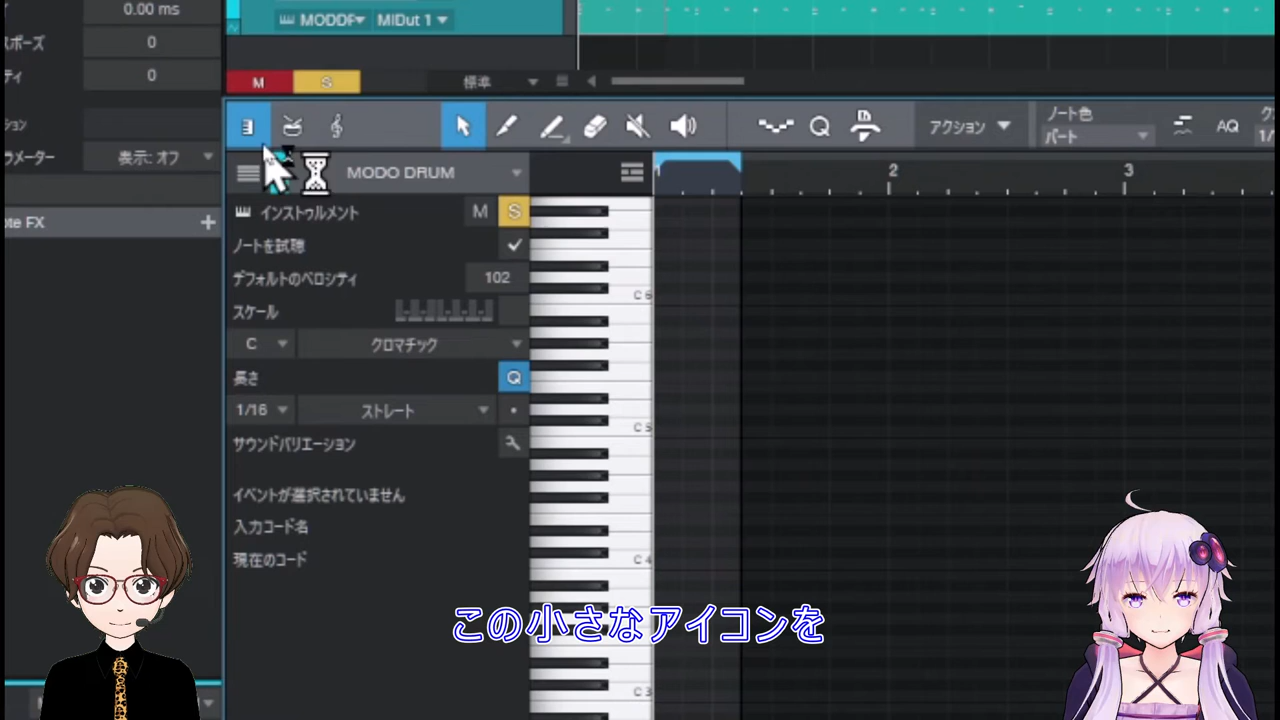 0.00 ms
MODDF MIDut 1
スポーズ 0
ティ 0
M S 標準
ション
アクション ノート色 AQ
パート
ラメーター 表示: オフ
MODO DRUM
1 2 3
インストゥルメント M S
ote FX +
ノートを試聴
デフォルトのベロシティ 102
C 6
スケール
C クロマチック
長さ Q
1/16 ストレート
C 5
サウンドバリエーション
イベントが選択されていません
入力コード名
現在のコード
C 4
この小さなアイコンを
C 3